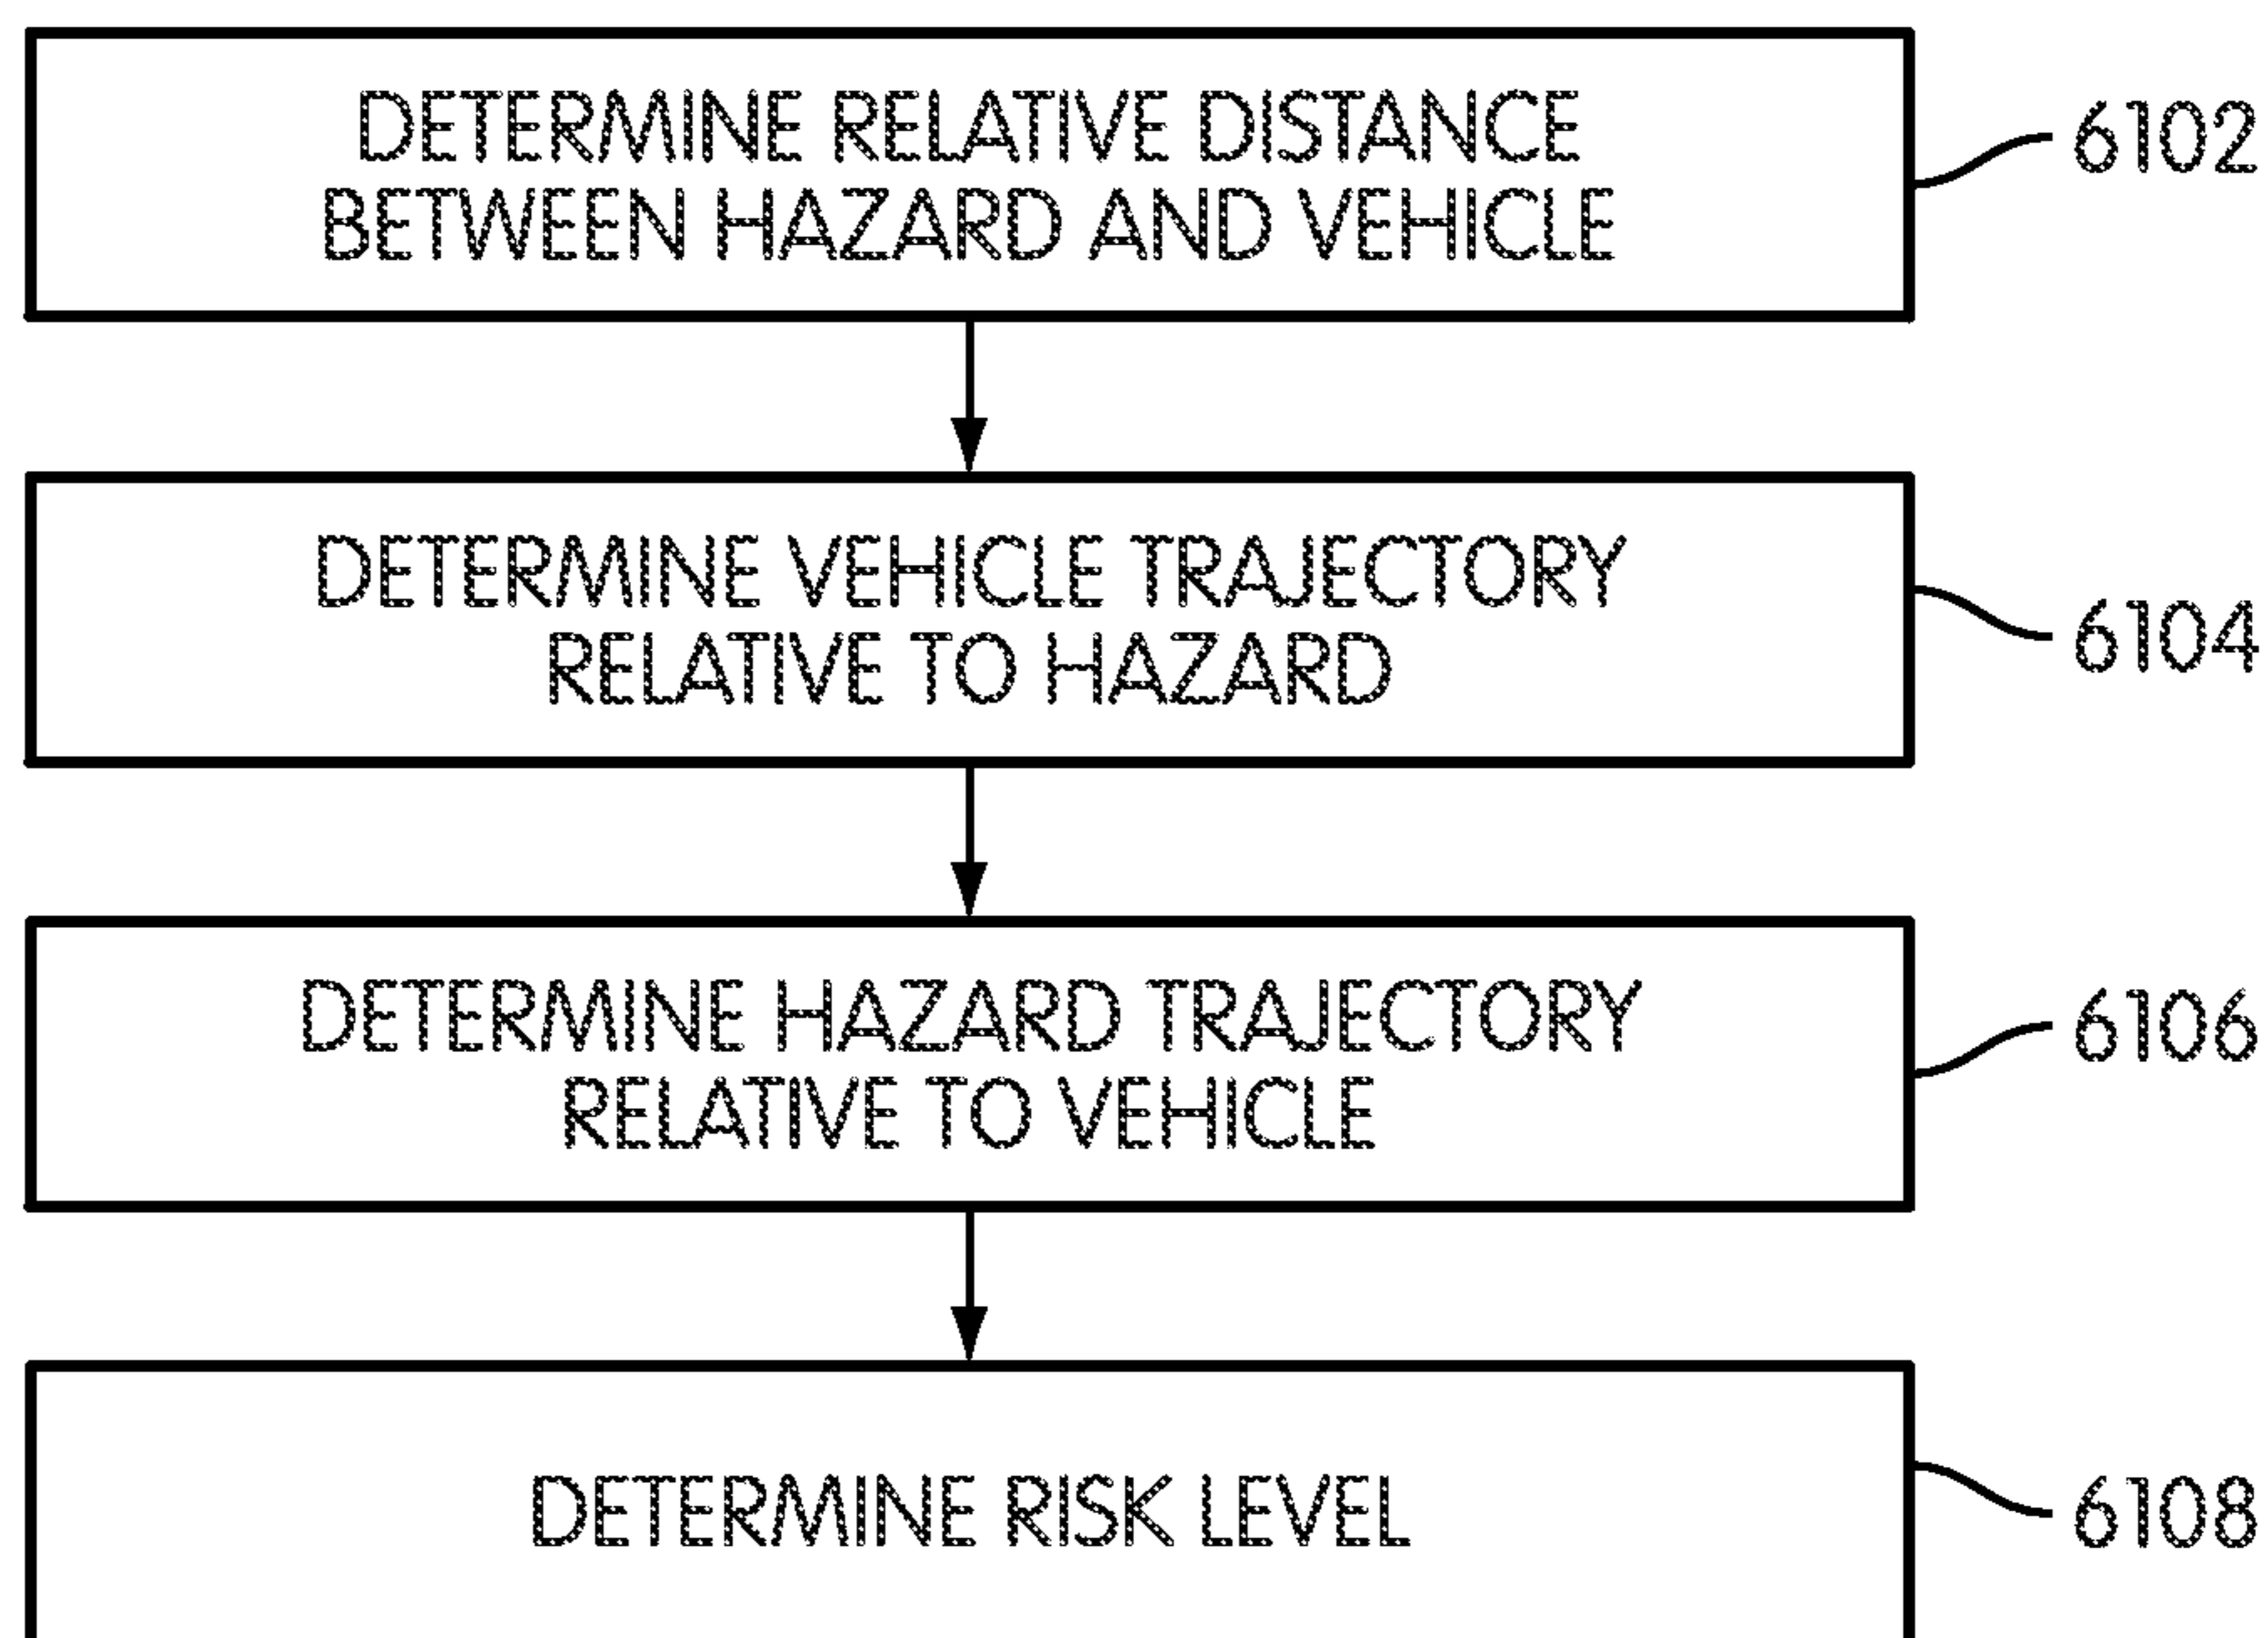 DETERMINE RELATIVE DISTANCE
BETWEEN HAZARD AND VEHICLE
6102
DETERMINE VEHICLE TRAJECTORY
RELATIVE TO HAZARD
6104
DETERMINE HAZARD TRAJECTORY
RELATIVE TO VEHICLE
6106
DETERMINE RISK LEVEL
6108